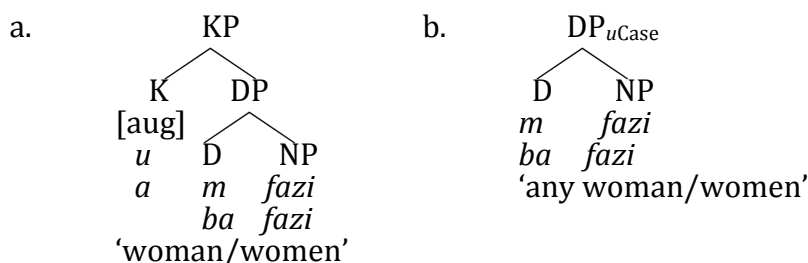 a. KP b. DPuCase
K DP D NP
[aug] m fazi
u D NP ba fazi
a m fazi ‘any woman/women’
ba fazi
‘woman/women’